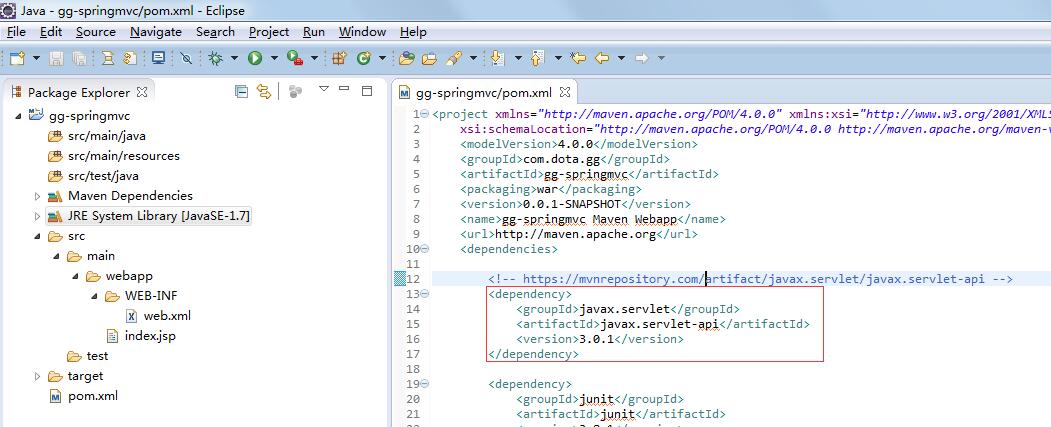 Java - gg-springmvc/pom.xml - Eclipse
File Edit Source Navigate Search Project Run Window Help
Package Explorer
gg-springmvc
src/main/java
src/main/resources
src/test/java
Maven Dependencies
JRE System Library [JavaSE-1.7]
src
main
webapp
WEB-INF
web.xml
index.jsp
test
target
pom.xml
gg-springmvc/pom.xml
1 <project xmlns="http://maven.apache.org/POM/4.0.0" xmlns:xsi="http://www.w3.org/2001/XMLS
2 xsi:schemaLocation="http://maven.apache.org/POM/4.0.0 http://maven.apache.org/maven-v
3 <modelVersion>4.0.0</modelVersion>
4 <groupId>com.dota.gg</groupId>
5 <artifactId>gg-springmvc</artifactId>
6 <packaging>war</packaging>
7 <version>0.0.1-SNAPSHOT</version>
8 <name>gg-springmvc Maven Webapp</name>
9 <url>http://maven.apache.org</url>
10 <dependencies>
11
12 <!-- https://mvnrepository.com/artifact/javax.servlet/javax.servlet-api -->
13 <dependency>
14 <groupId>javax.servlet</groupId>
15 <artifactId>javax.servlet-api</artifactId>
16 <version>3.0.1</version>
17 </dependency>
18
19 <dependency>
20 <groupId>junit</groupId>
21 <artifactId>junit</artifactId>